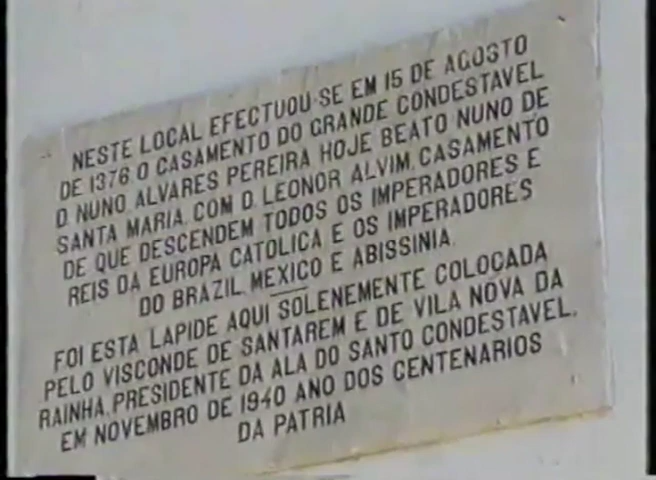 NESTE LOCAL EFECTUOU-SE EM 15 DE AGOSTO
DE 1376 O CASAMENTO DO GRANDE CONDESTAVEL
D. NUNO ALVARES PEREIRA HOJE BEATO NUNO DE
SANTA MARIA, COM D. LEONOR ALVIM, CASAMENTO
DE QUE DESCENDEM TODOS OS IMPERADORES E
REIS DA EUROPA CATOLICA E OS IMPERADORES
DO BRAZIL, MEXICO E ABISSINIA.
FOI ESTA LAPIDE AQUI SOLENEMENTE COLOCADA
PELO VISCONDE DE SANTAREM E DE VILA NOVA DA
RAINHA, PRESIDENTE DA ALA DO SANTO CONDESTAVEL,
EM NOVEMBRO DE 1940 ANO DOS CENTENARIOS
DA PATRIA